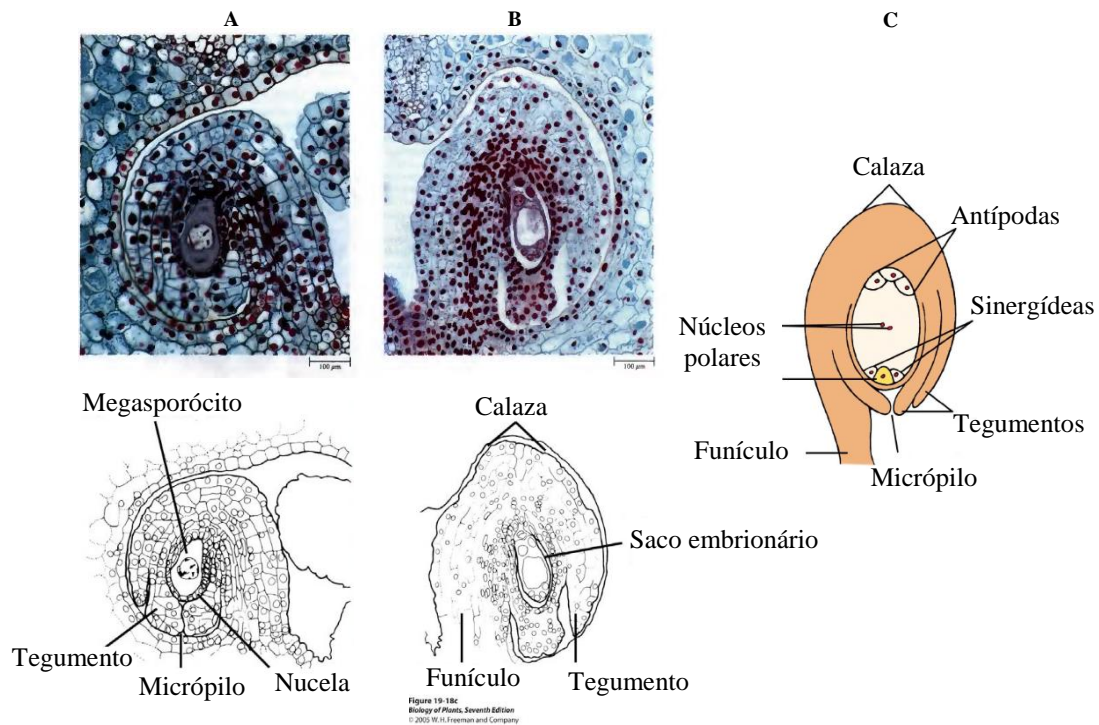 A
B
C
100 µm
100 µm
Calaza
Antípodas
Sinergídeas
Núcleos
polares
Tegumentos
Funículo
Micrópilo
Megasporócito
Tegumento
Micrópilo
Nucela
Calaza
Saco embrionário
Funículo
Tegumento
Figure 19-18c
Biology of Plants, Seventh Edition
© 2005 W.H. Freeman and Company